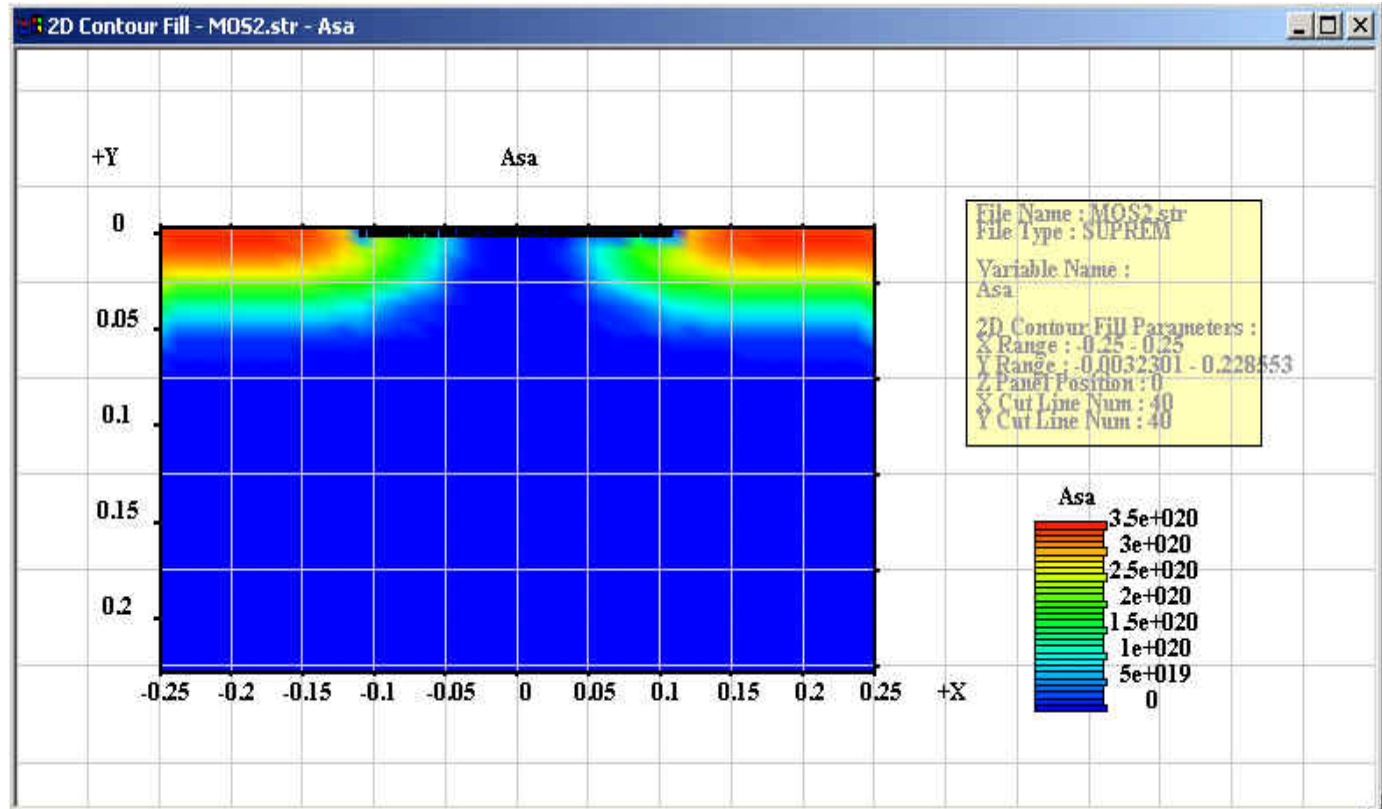 2D Contour Fill - MOS2.str - Asa
+Y
Asa
0
0.05
0.1
0.15
0.2
-0.25 -0.2 -0.15 -0.1 -0.05 0 0.05 0.1 0.15 0.2 0.25 +X
File Name : MOS2.str
File Type : SUPREM
Variable Name :
Asa
2D Contour Fill Parameters :
X Range : -0.25 - 0.25
Y Range : -0.0032301 - 0.228553
Z Panel Position : 0
X Cut Line Num : 40
Y Cut Line Num : 40
Asa
3.5e+020
3e+020
2.5e+020
2e+020
1.5e+020
1e+020
5e+019
0